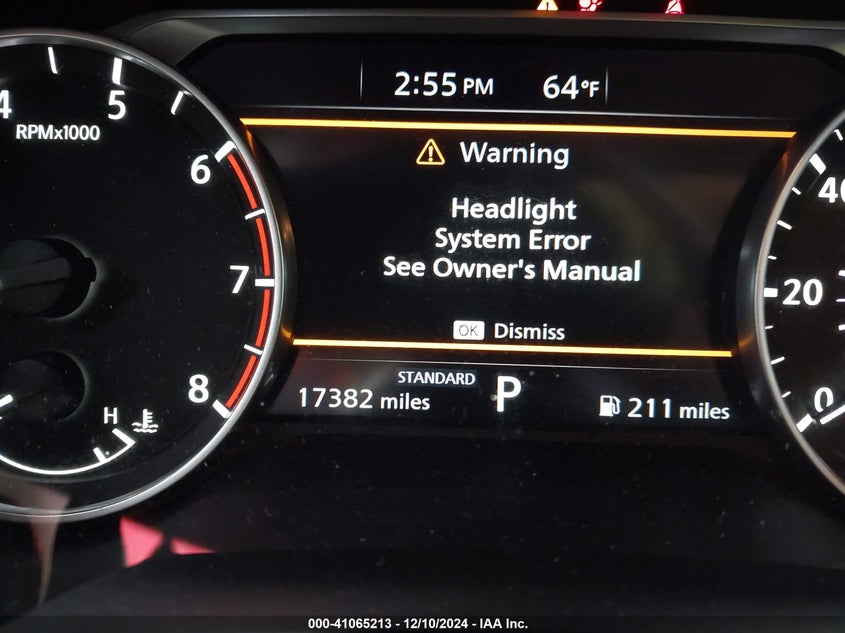 2:55 PM 64°F
4 5 6 7 8
RPMx1000
Warning
Headlight
System Error
See Owner's Manual
OK Dismiss
STANDARD
17382 miles P 211 miles
H
20
0
000-41065213 - 12/10/2024 - IAA Inc.